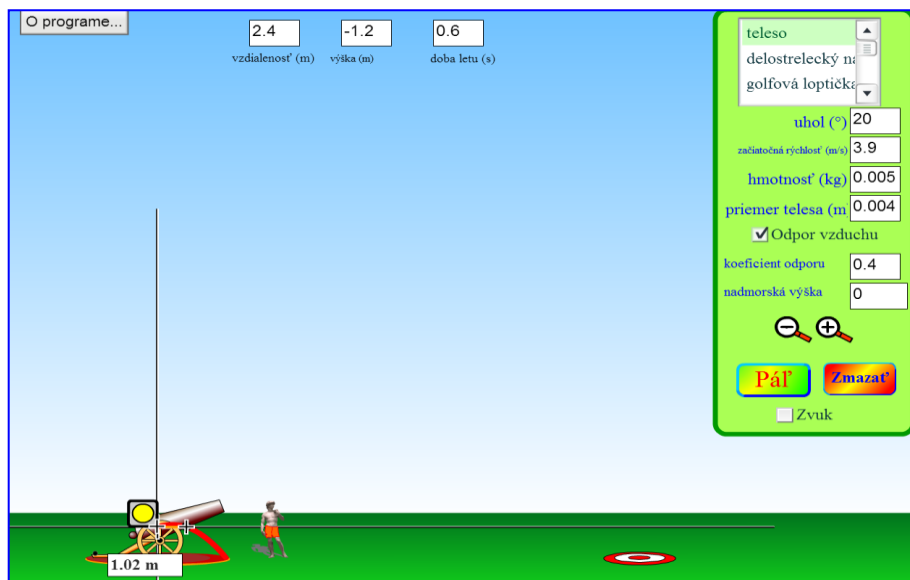 O programe...
2.4
-1.2
0.6
vzdialenosť (m)
výška (m)
doba letu (s)
teleso
delostrelecký ná
golfová loptička
uhol (°) 20
začiatočná rýchlosť (m/s) 3.9
hmotnosť (kg) 0.005
priemer telesa (m 0.004
Odpor vzduchu
koeficient odporu 0.4
nadmorská výška 0
Páľ
Zmazať
Zvuk
1.02 m